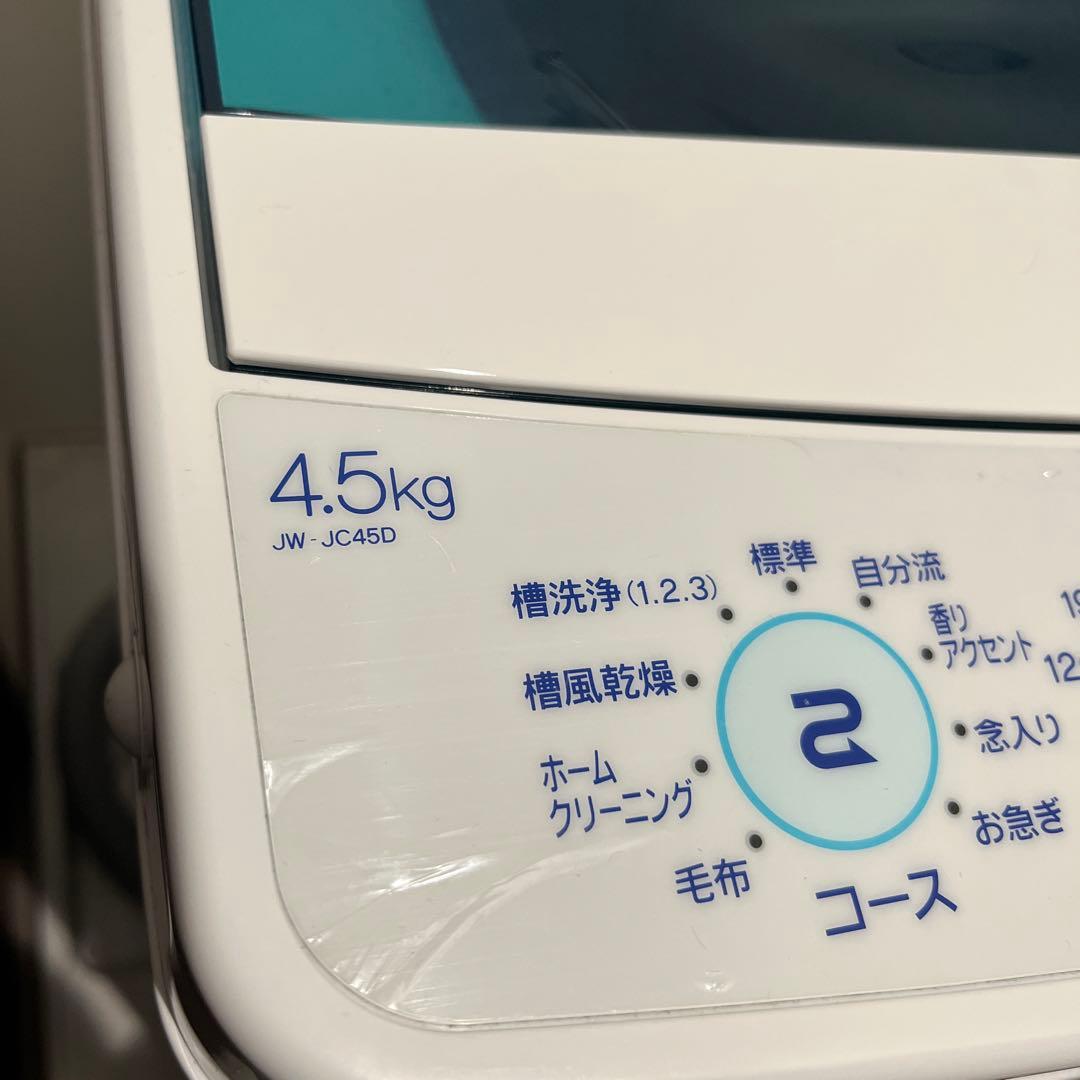 4.5kg
JW-JC45D
標準
自分流
槽洗浄(1.2.3)
香り
アクセント
槽風乾燥
念入り
ホーム
クリーニング
お急ぎ
毛布
コース
12